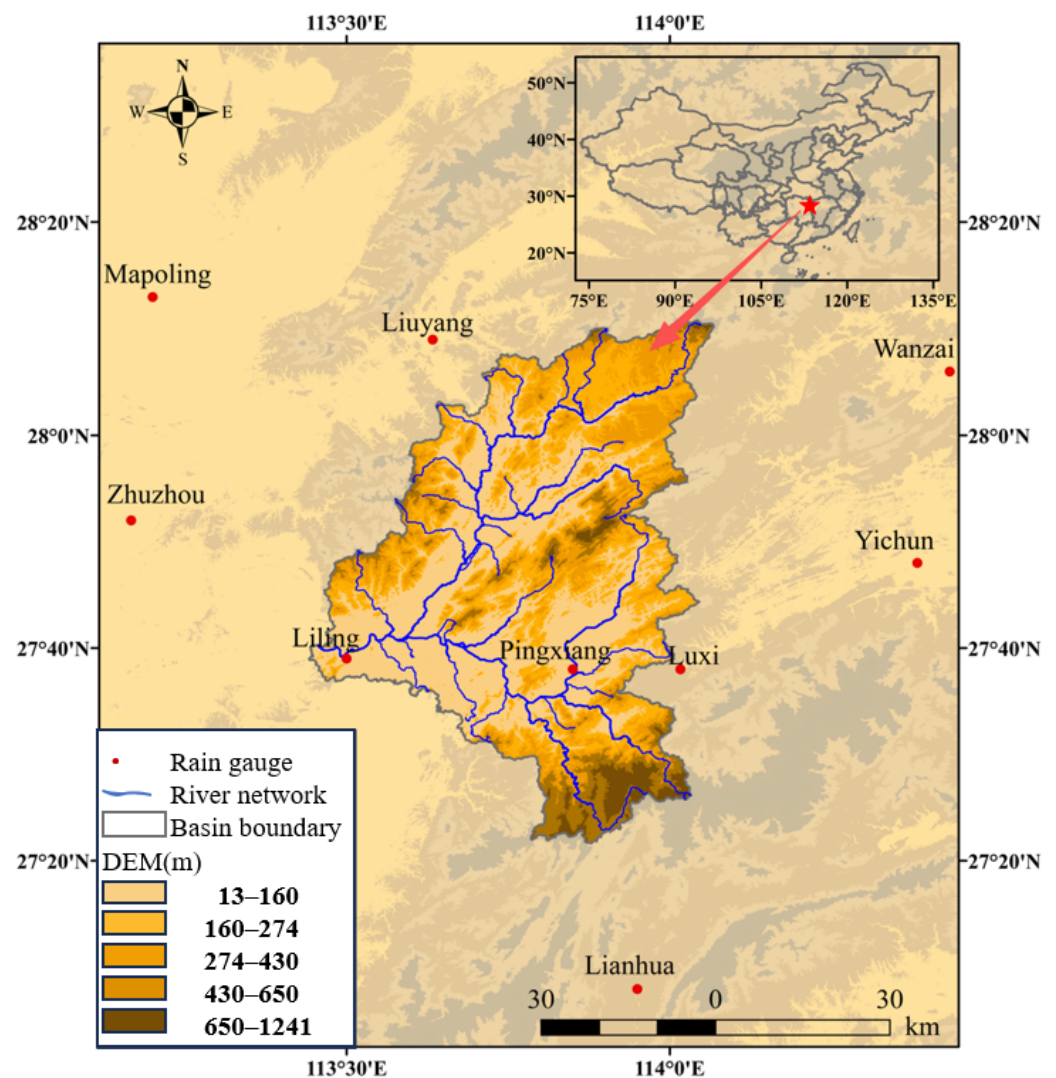 113°30'E 114°0'E
N
W E
S
50°N
40°N
30°N
20°N
75°E 90°E 105°E 120°E 135°E
28°20'N 28°20'N
Mapoling
Liuyang
Wanzai
28°0'N 28°0'N
Zhuzhou
Yichun
Liling
27°40'N 27°40'N
Pingxiang
Luxi
Rain gauge
River network
Basin boundary
27°20'N 27°20'N
DEM(m)
13–160
160–274
274–430
430–650
650–1241
Lianhua
30 0 30
km
113°30'E 114°0'E